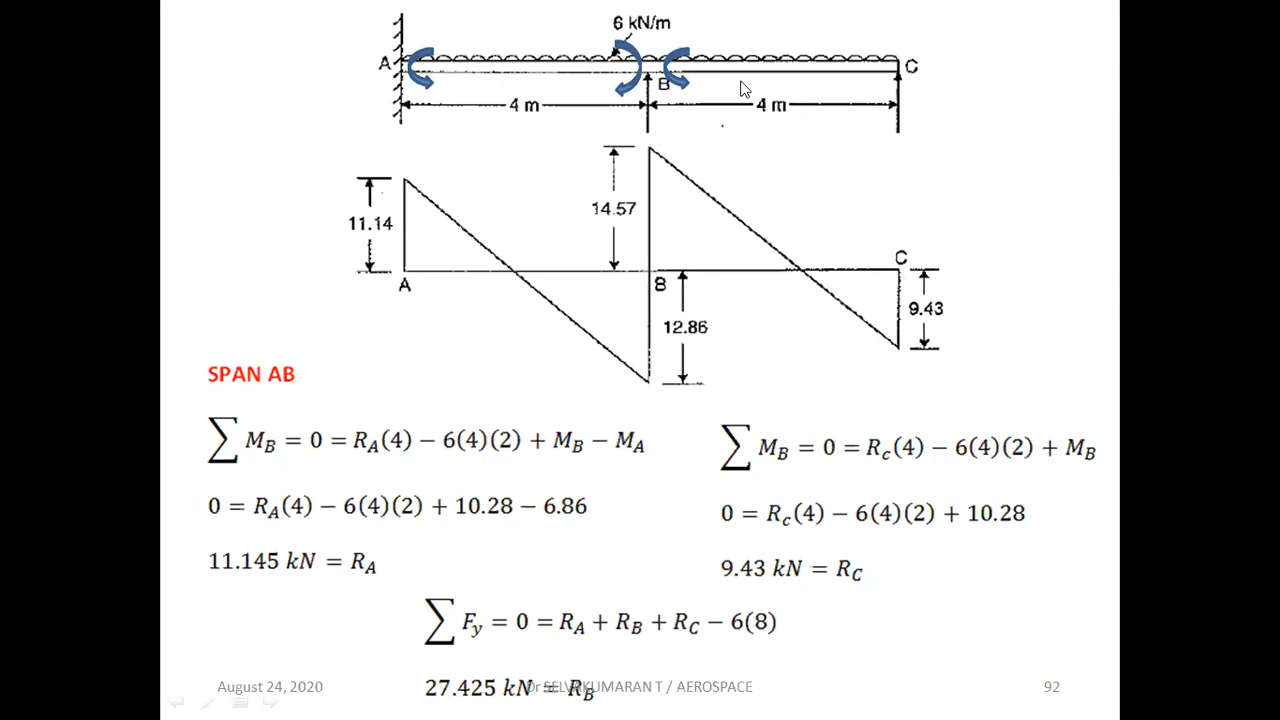 6 kN/m
A
B
C
4 m
4 m
14.57
11.14
A
B
C
12.86
9.43
SPAN AB
∑ M_B = 0 = R_A(4) − 6(4)(2) + M_B − M_A
0 = R_A(4) − 6(4)(2) + 10.28 − 6.86
11.145 kN = R_A
∑ M_B = 0 = R_c(4) − 6(4)(2) + M_B
0 = R_c(4) − 6(4)(2) + 10.28
9.43 kN = R_C
∑ F_y = 0 = R_A + R_B + R_C − 6(8)
27.425 kN = R_B
August 24, 2020
Dr SELVAKUMARAN T / AEROSPACE
92